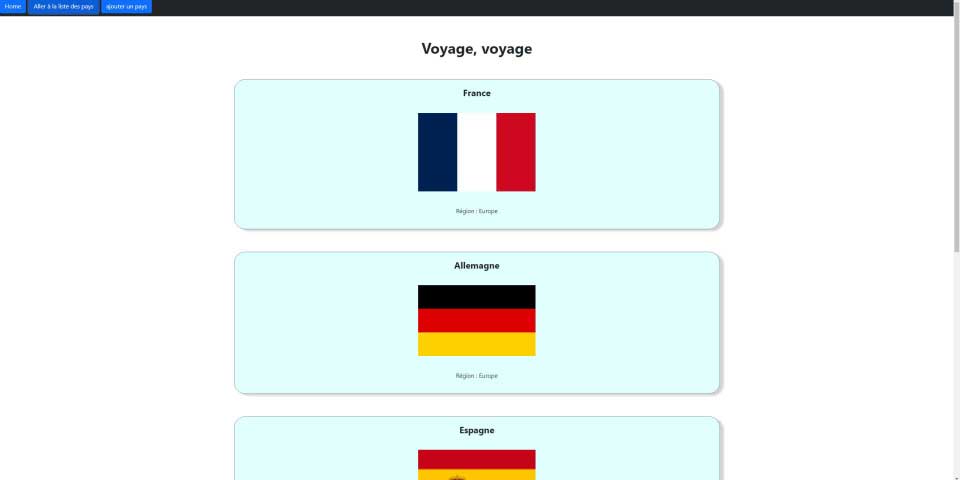 Home Aller à la liste des pays ajouter un pays
Voyage, voyage
France
Région : Europe
Allemagne
Région : Europe
Espagne